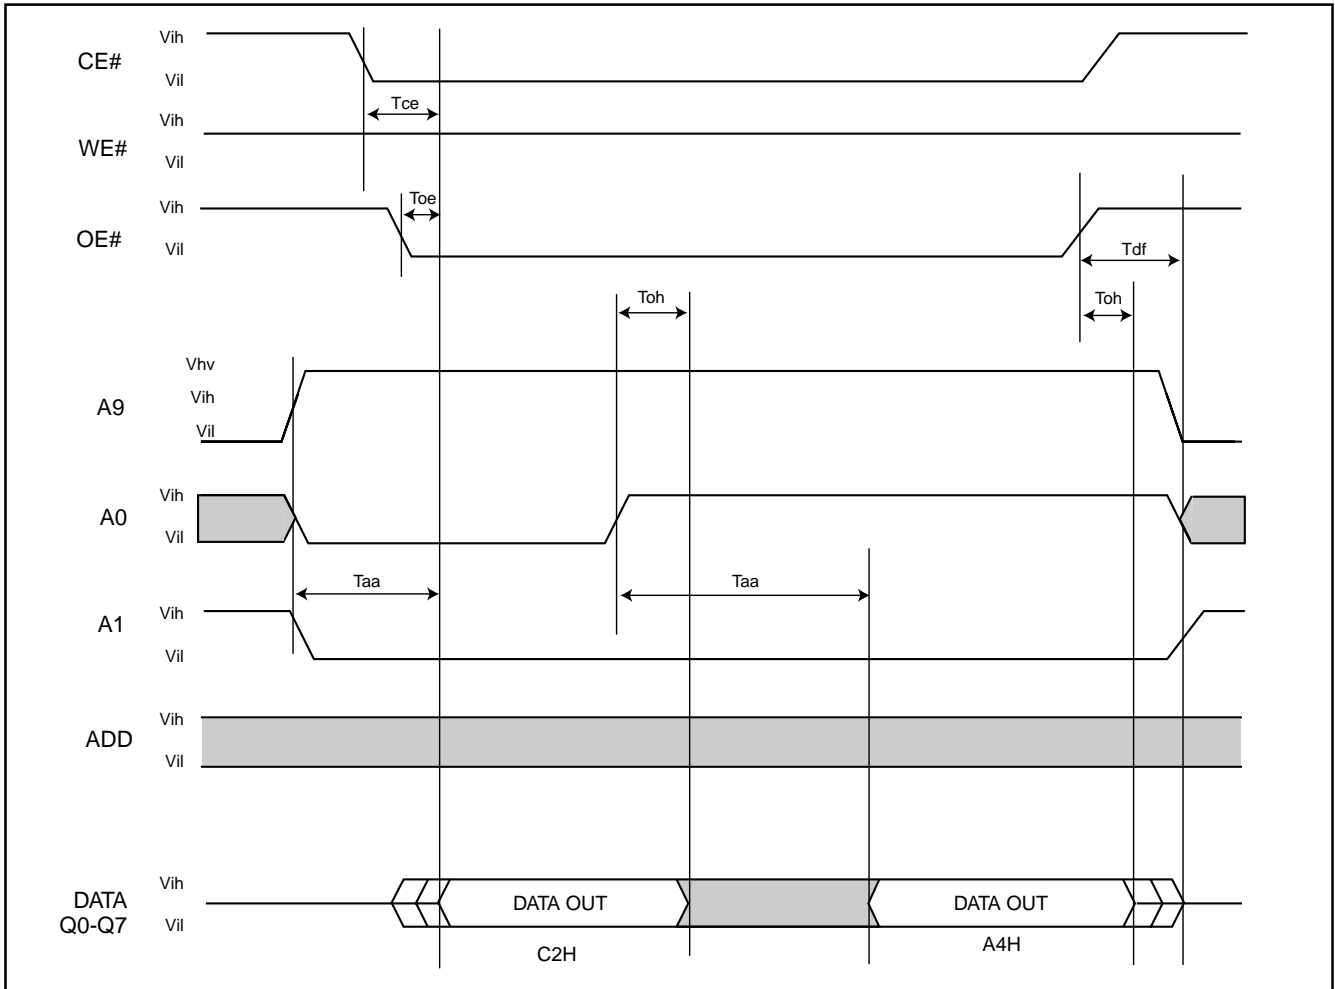 Vih
CE#
Vil
Tce
Vih
WE#
Vil
Toe
Vih
OE#
Vil
Tdf
Toh
Toh
Vhv
Vih
A9
Vil
Vih
A0
Vil
Taa
Taa
Vih
A1
Vil
Vih
ADD
Vil
Vih
DATA
Q0-Q7
Vil
DATA OUT
DATA OUT
C2H
A4H